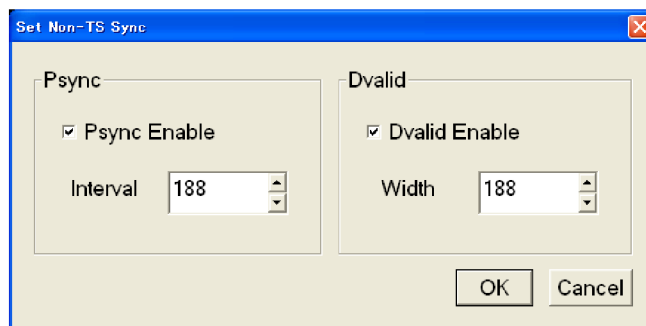 Set Non-TS Sync
Psync
Psync Enable
Interval 188
Dvalid
Dvalid Enable
Width 188
OK Cancel